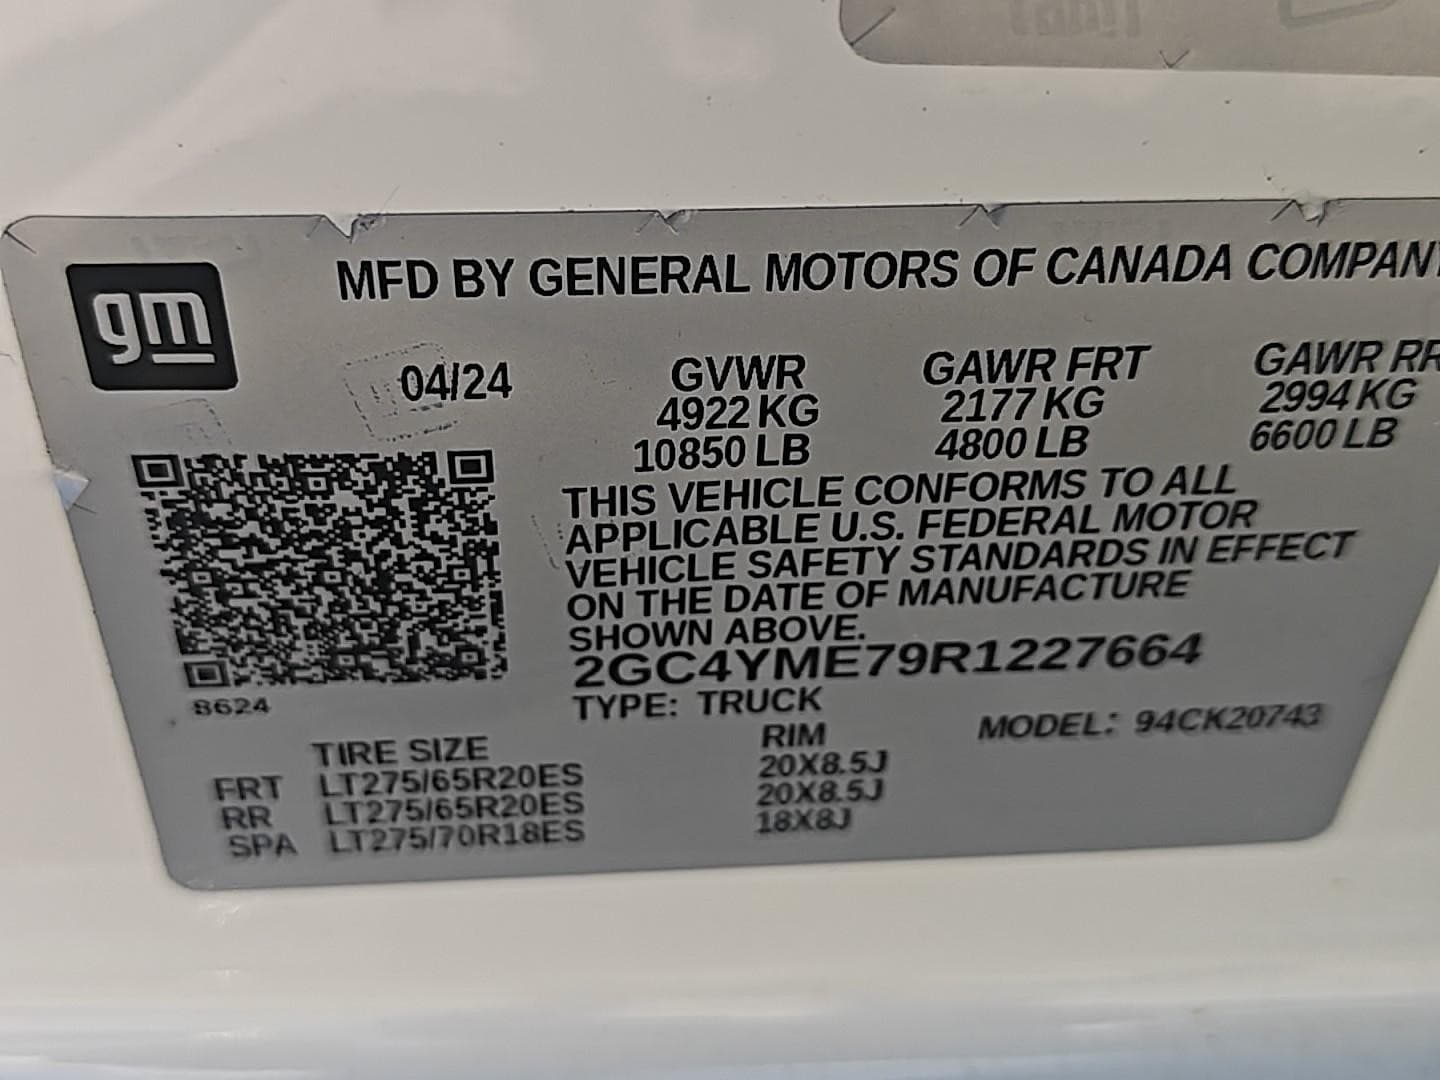 gm
MFD BY GENERAL MOTORS OF CANADA COMPANY
04/24
GVWR
4922 KG
10850 LB
GAWR FRT
2177 KG
4800 LB
GAWR RR
2994 KG
6600 LB
THIS VEHICLE CONFORMS TO ALL
APPLICABLE U.S. FEDERAL MOTOR
VEHICLE SAFETY STANDARDS IN EFFECT
ON THE DATE OF MANUFACTURE
SHOWN ABOVE.
2GC4YME79R1227664
8624
TYPE: TRUCK
MODEL: 94CK20743
TIRE SIZE RIM
FRT LT275/65R20ES 20X8.5J
RR LT275/65R20ES 20X8.5J
SPA LT275/70R18ES 18X8J